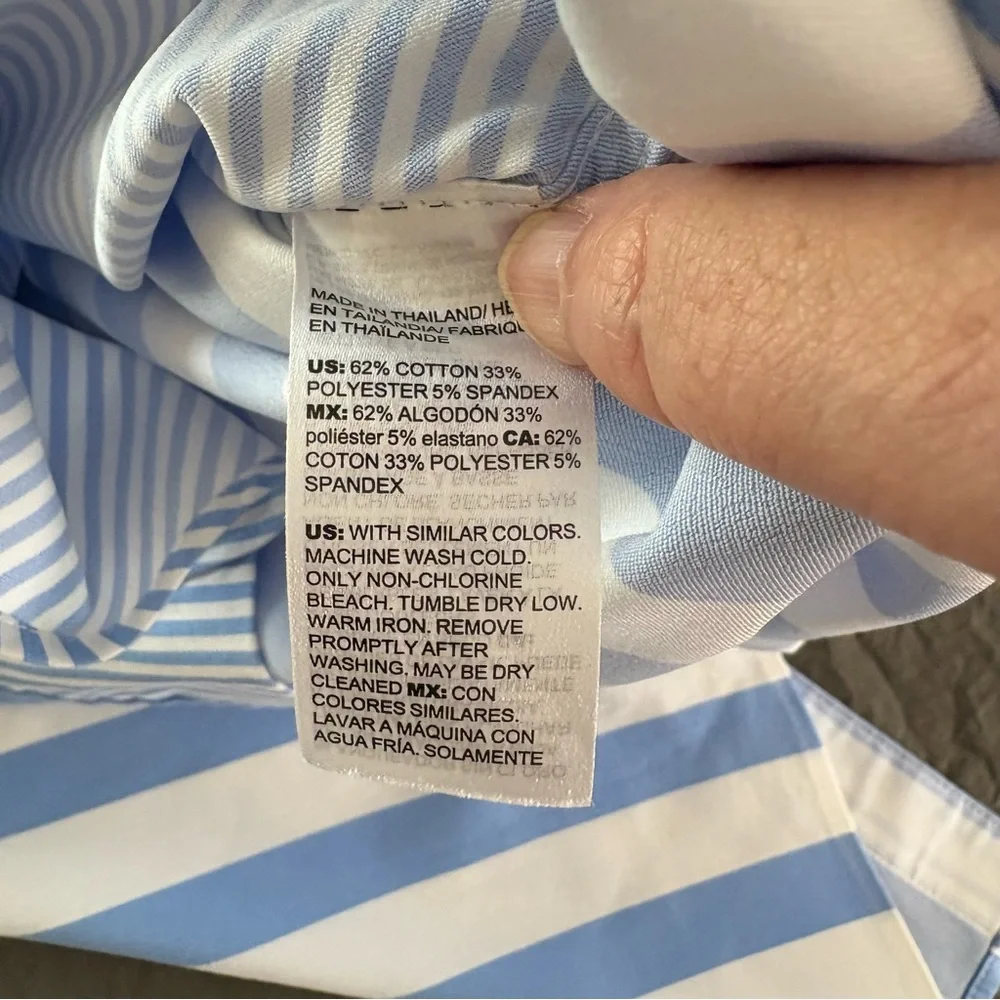 MADE IN THAILAND/
EN TAILANDIA/
EN THAÏLANDE
US: 62% COTTON 33%
POLYESTER 5% SPANDEX
MX: 62% ALGODÓN 33%
poliéster 5% elastano CA: 62%
COTON 33% POLYESTER 5%
SPANDEX
US: WITH SIMILAR COLORS.
MACHINE WASH COLD.
ONLY NON-CHLORINE
BLEACH. TUMBLE DRY LOW.
WARM IRON. REMOVE
PROMPTLY AFTER
WASHING. MAY BE DRY
CLEANED MX: CON
COLORES SIMILARES.
LAVAR A MÁQUINA CON
AGUA FRÍA. SOLAMENTE